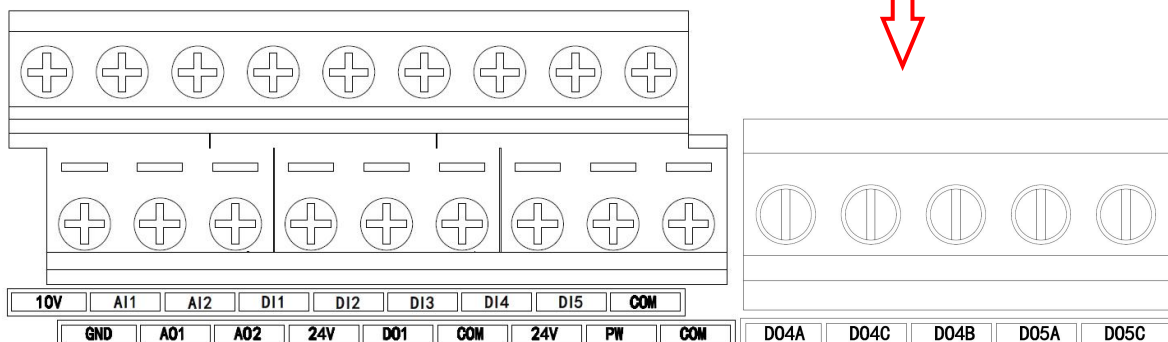 10V AI1 AI2 DI1 DI2 DI3 DI4 DI5 COM
GND AO1 AO2 24V DO1 COM 24V PW COM DO4A DO4C DO4B DO5A DO5C